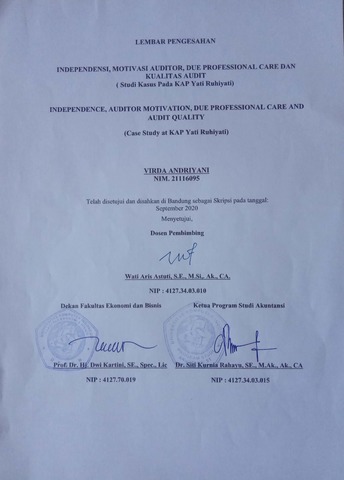 LEMBAR PENGESAHAN
INDEPENDENSI, MOTIVASI AUDITOR, DUE PROFESSIONAL CARE DAN
KUALITAS AUDIT
( Studi Kasus Pada KAP Yati Ruhiyati)
INDEPENDENCE, AUDITOR MOTIVATION, DUE PROFESSIONAL CARE AND
AUDIT QUALITY
(Case Study at KAP Yati Ruhiyati)
VIRDA ANDRIYANI
NIM. 21116095
Telah disetujui dan disahkan di Bandung sebagai Skripsi pada tanggal:
September 2020
Menyetujui,
Dosen Pembimbing
Wati Aris Astuti, S.E., M.Si., Ak., CA.
NIP : 4127.34.03.010
Dekan Fakultas Ekonomi dan Bisnis Ketua Program Studi Akuntansi
Prof. Dr. Hj. Dwi Kartini, SE., Spec., Lic Dr. Siti Kurnia Rahayu, SE., M.Ak., Ak., CA
NIP : 4127.70.019 NIP : 4127.34.03.015